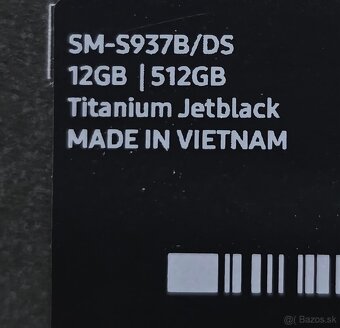 SM-S937B/DS
12GB | 512GB
Titanium Jetblack
MADE IN VIETNAM
Bazos.sk